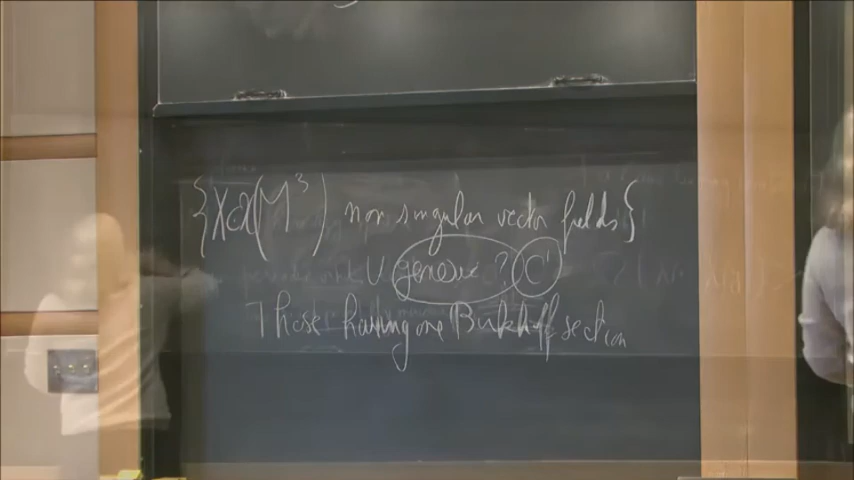 {X∈𝔛(M³) non singular vector fields}
∪ generic ? C¹
Those having one Birkhoff section